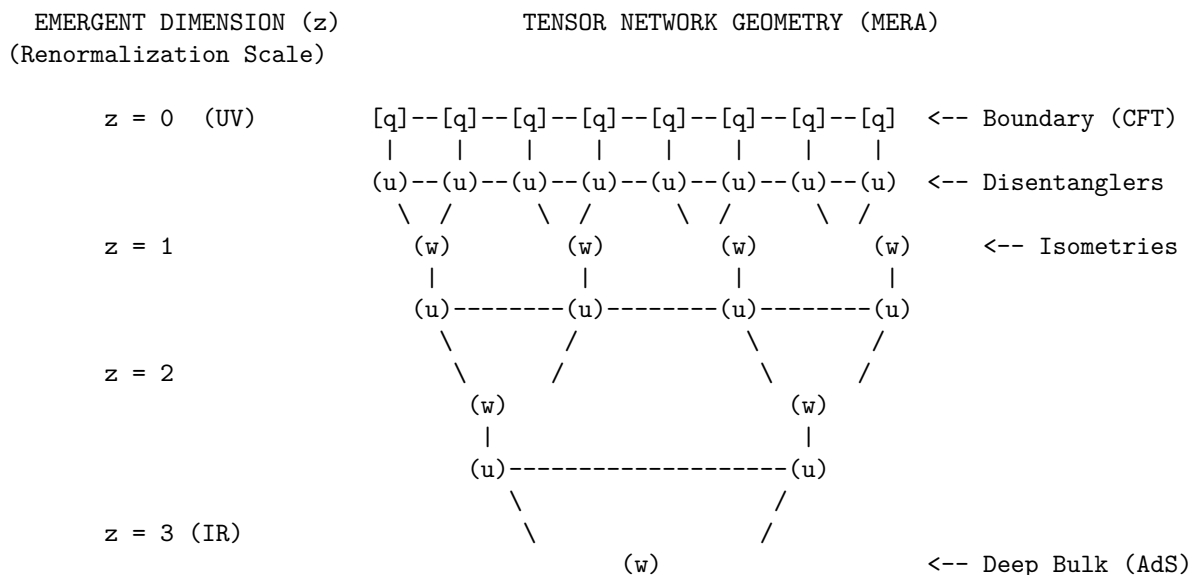 EMERGENT DIMENSION (z)                TENSOR NETWORK GEOMETRY (MERA)
(Renormalization Scale)
z = 0  (UV)        [q]--[q]--[q]--[q]--[q]--[q]--[q]--[q]  <-- Boundary (CFT)
|    |    |    |    |    |    |    |
(u)--(u)--(u)--(u)--(u)--(u)--(u)--(u)  <-- Disentanglers
\  /      \  /      \  /      \  /
z = 1                 (w)        (w)        (w)        (w)     <-- Isometries
|          |          |          |
(u)--------(u)--------(u)--------(u)
\        /            \        /
z = 2                    \      /              \      /
(w)                    (w)
|                      |
(u)--------------------(u)
\                  /
z = 3 (IR)                    \                /
(w)                   <-- Deep Bulk (AdS)